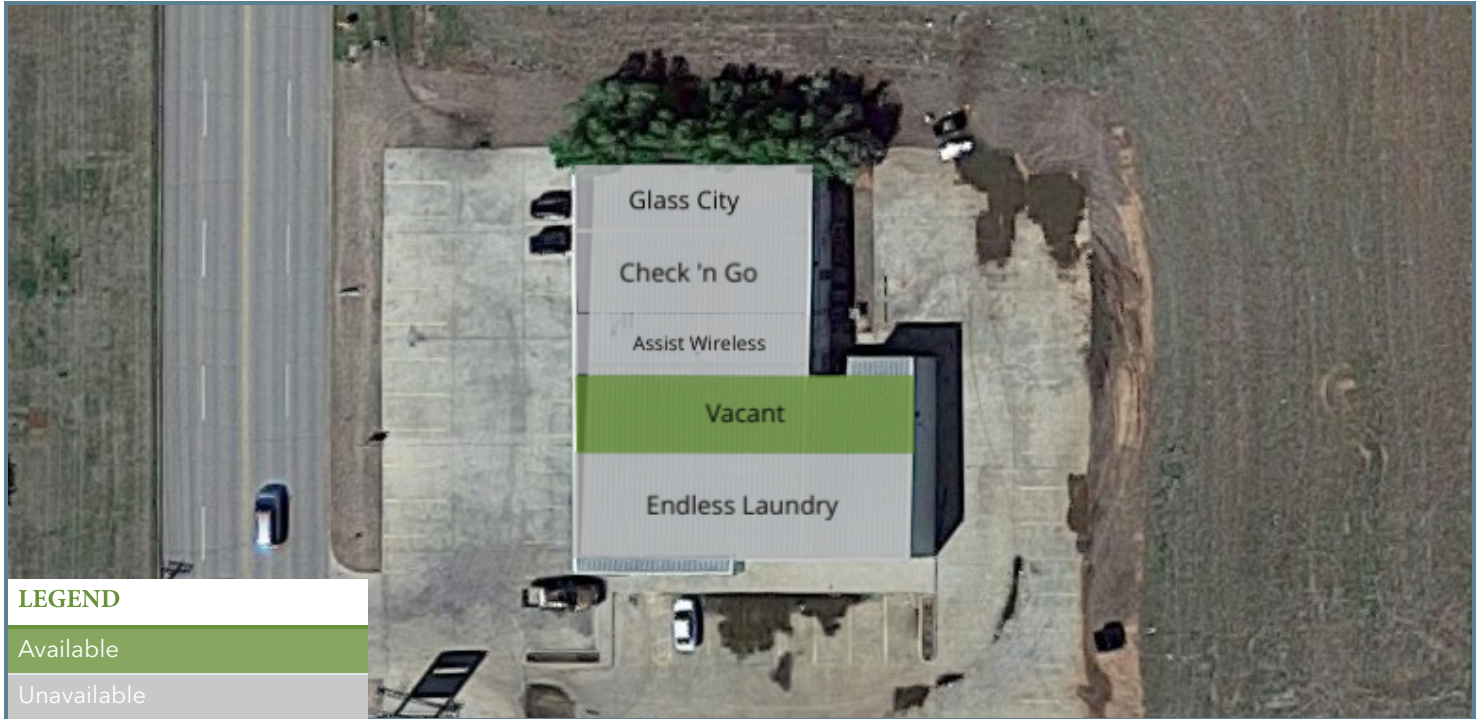 Glass City
Check 'n Go
Assist Wireless
Vacant
Endless Laundry
LEGEND
Available
Unavailable